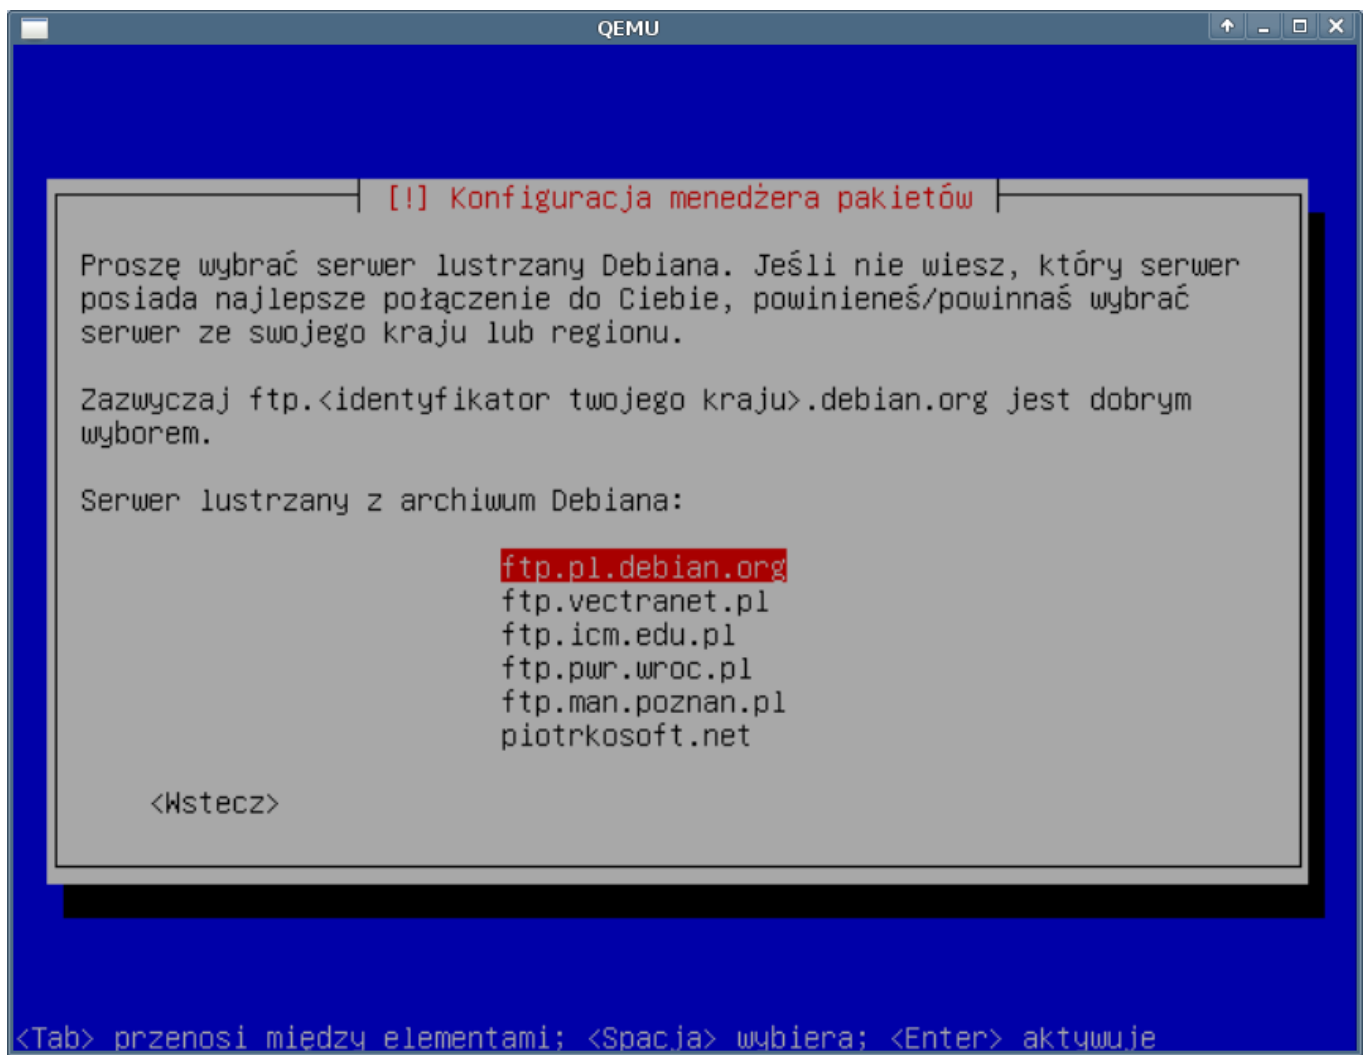 QEMU
[!] Konfiguracja menedżera pakietów
Proszę wybrać serwer lustrzany Debiana. Jeśli nie wiesz, który serwer
posiada najlepsze połączenie do Ciebie, powinieneś/powinnaś wybrać
serwer ze swojego kraju lub regionu.
Zazwyczaj ftp.<identyfikator twojego kraju>.debian.org jest dobrym
wyborem.
Serwer lustrzany z archiwum Debiana:
ftp.pl.debian.org
ftp.vectranet.pl
ftp.icm.edu.pl
ftp.pwr.wroc.pl
ftp.man.poznan.pl
piotrkosoft.net
<Wstecz>
<Tab> przenosi między elementami; <Spacja> wybiera; <Enter> aktywuje